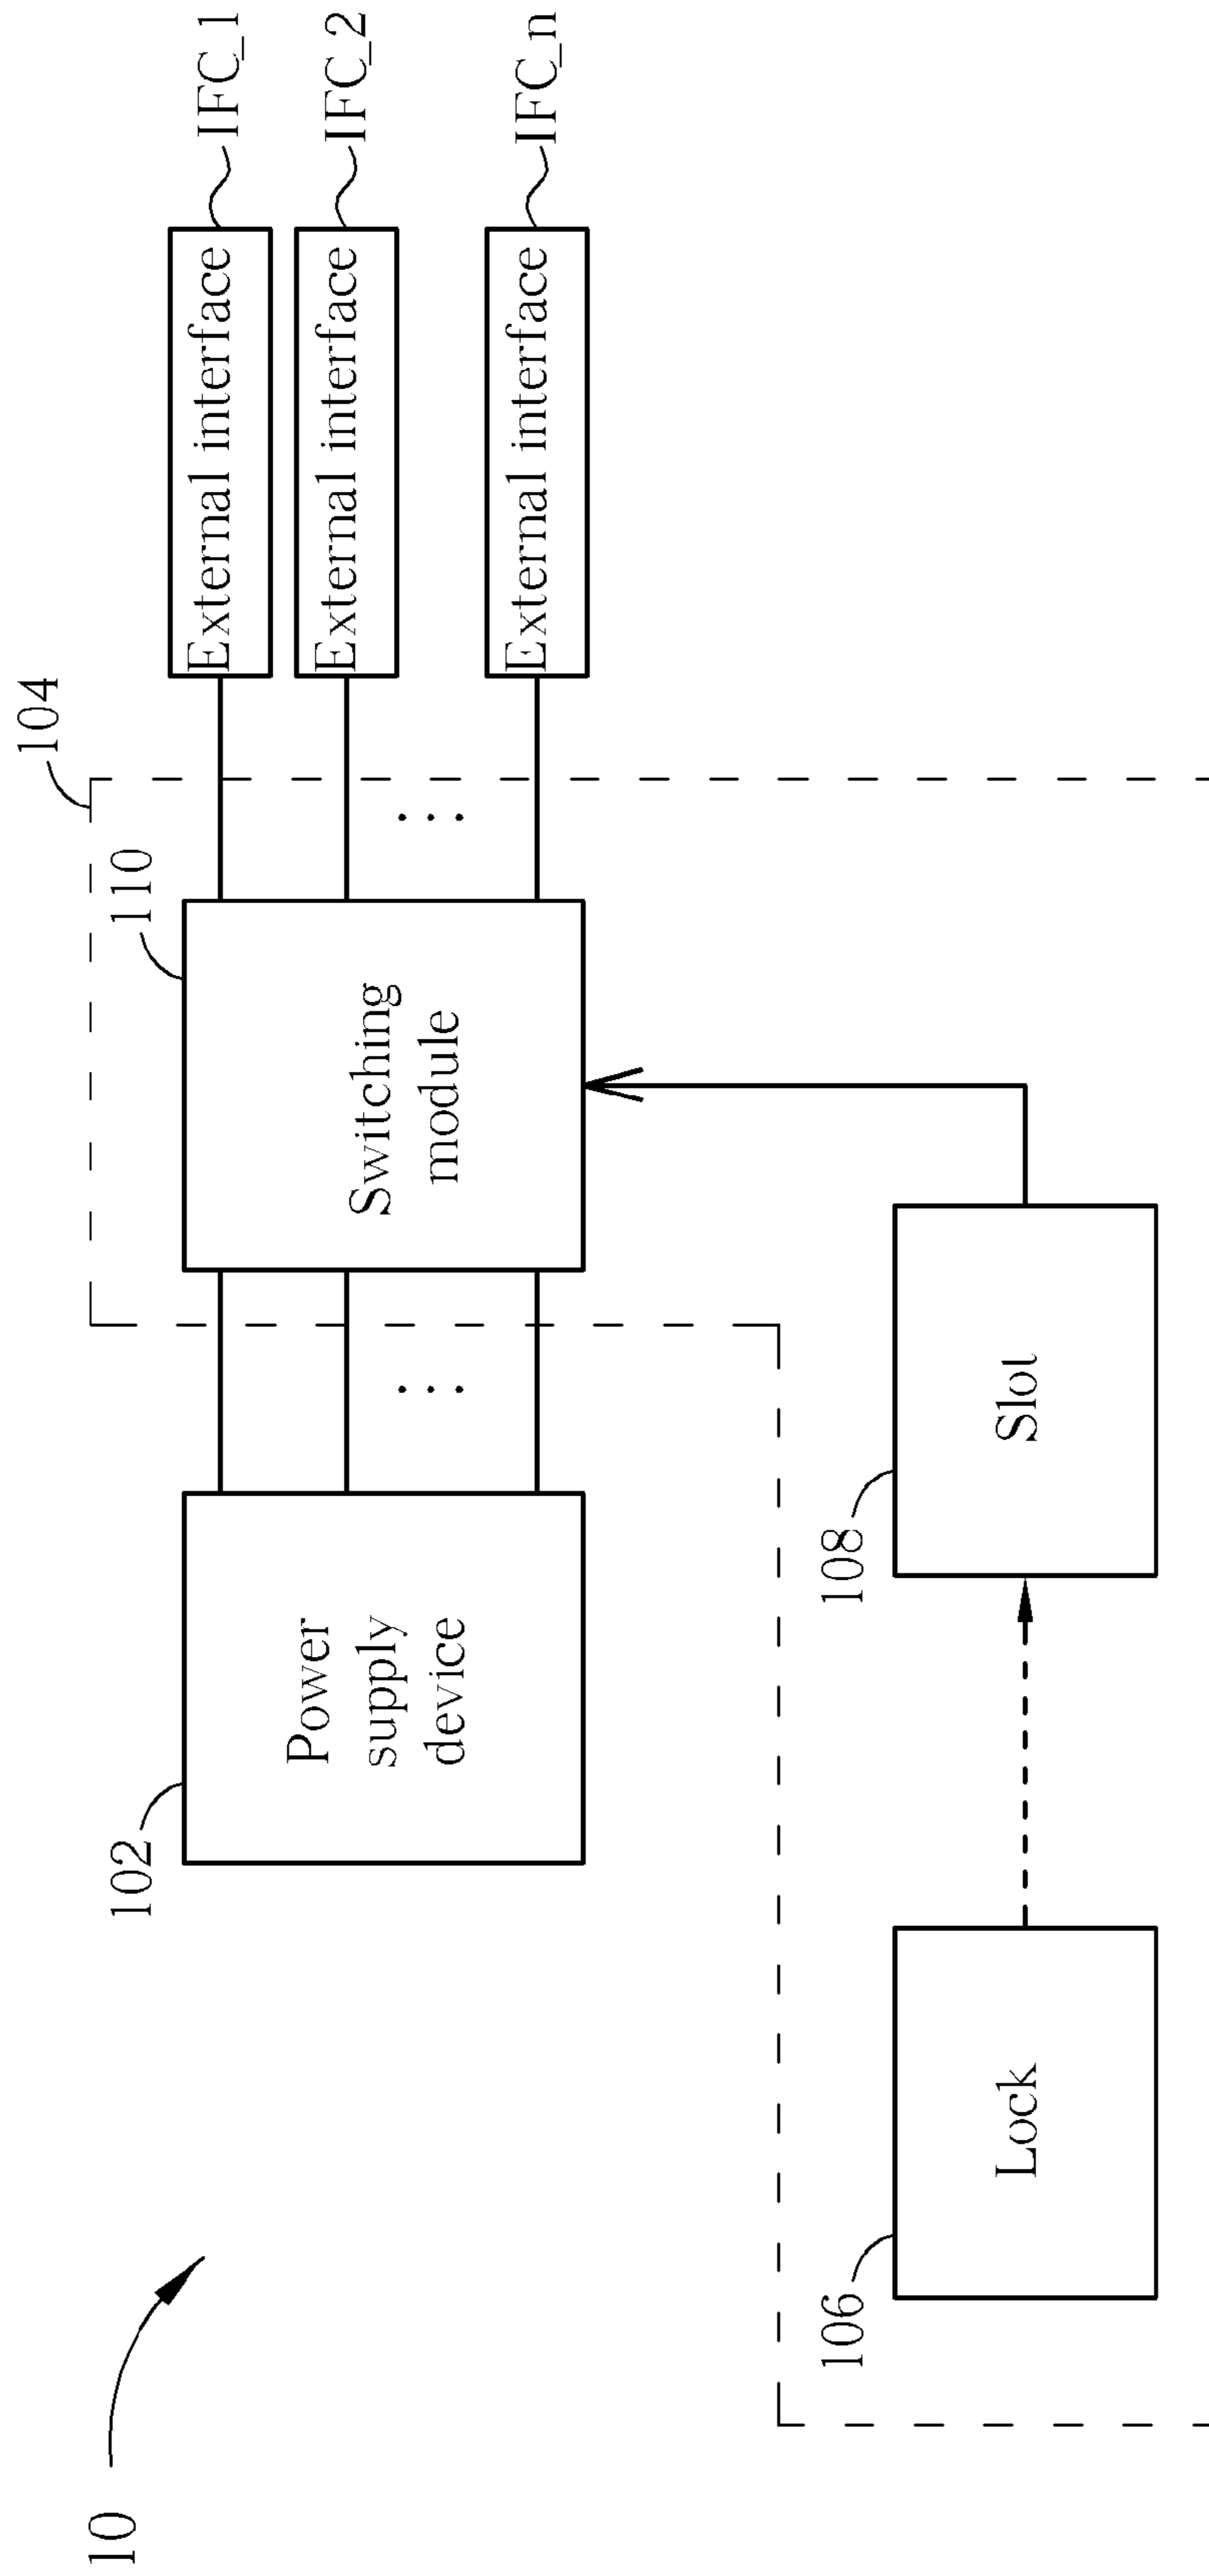 10
102
Power
supply
device
104
110
Switching
module
External interface
IFC_1
External interface
IFC_2
External interface
IFC_n
...
...
106
Lock
108
Slot